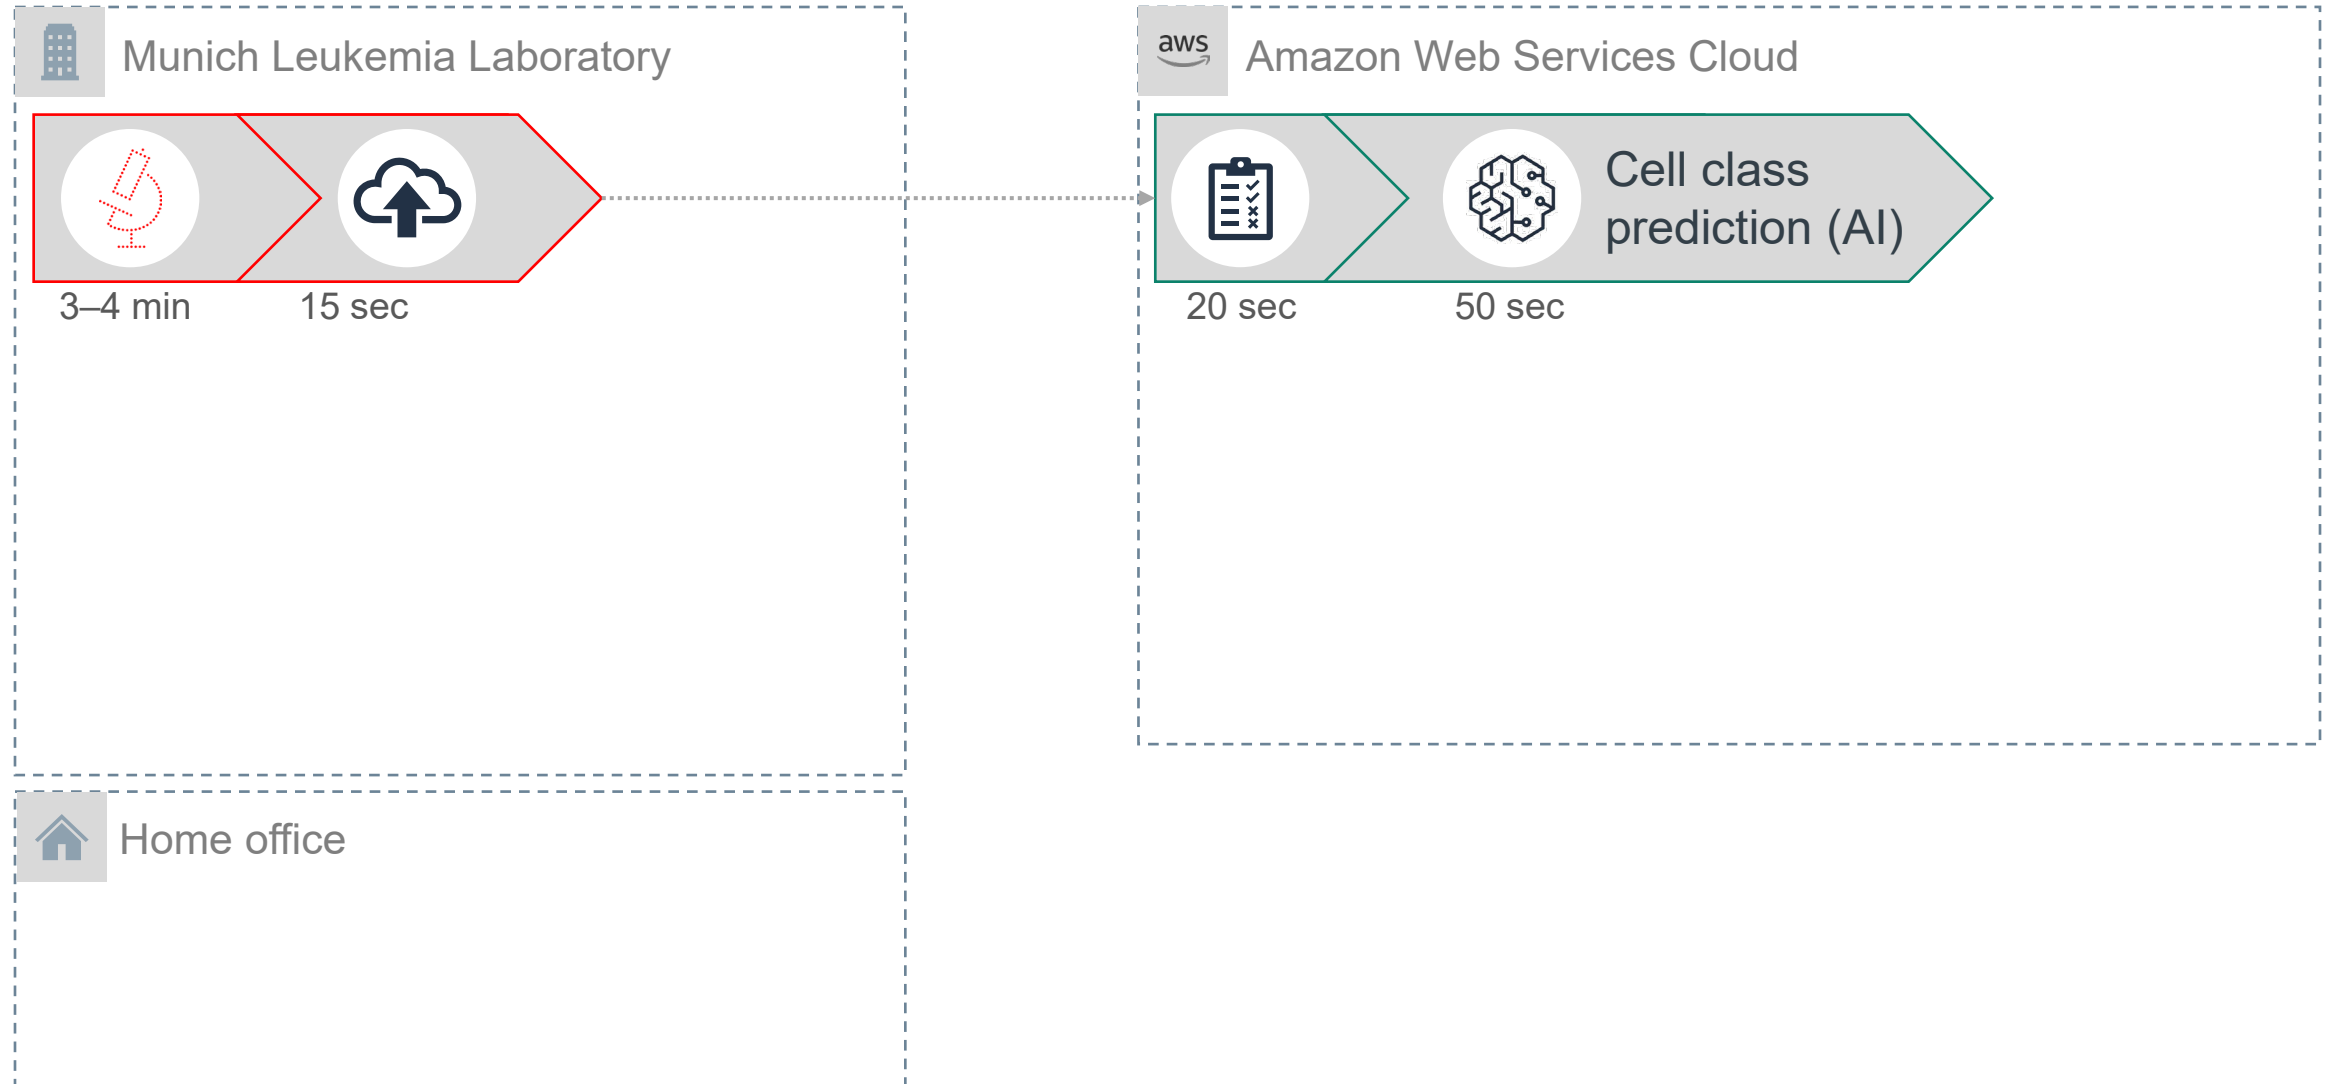 Munich Leukemia Laboratory
3–4 min
15 sec
aws
Amazon Web Services Cloud
Cell class
prediction (AI)
20 sec
50 sec
Home office